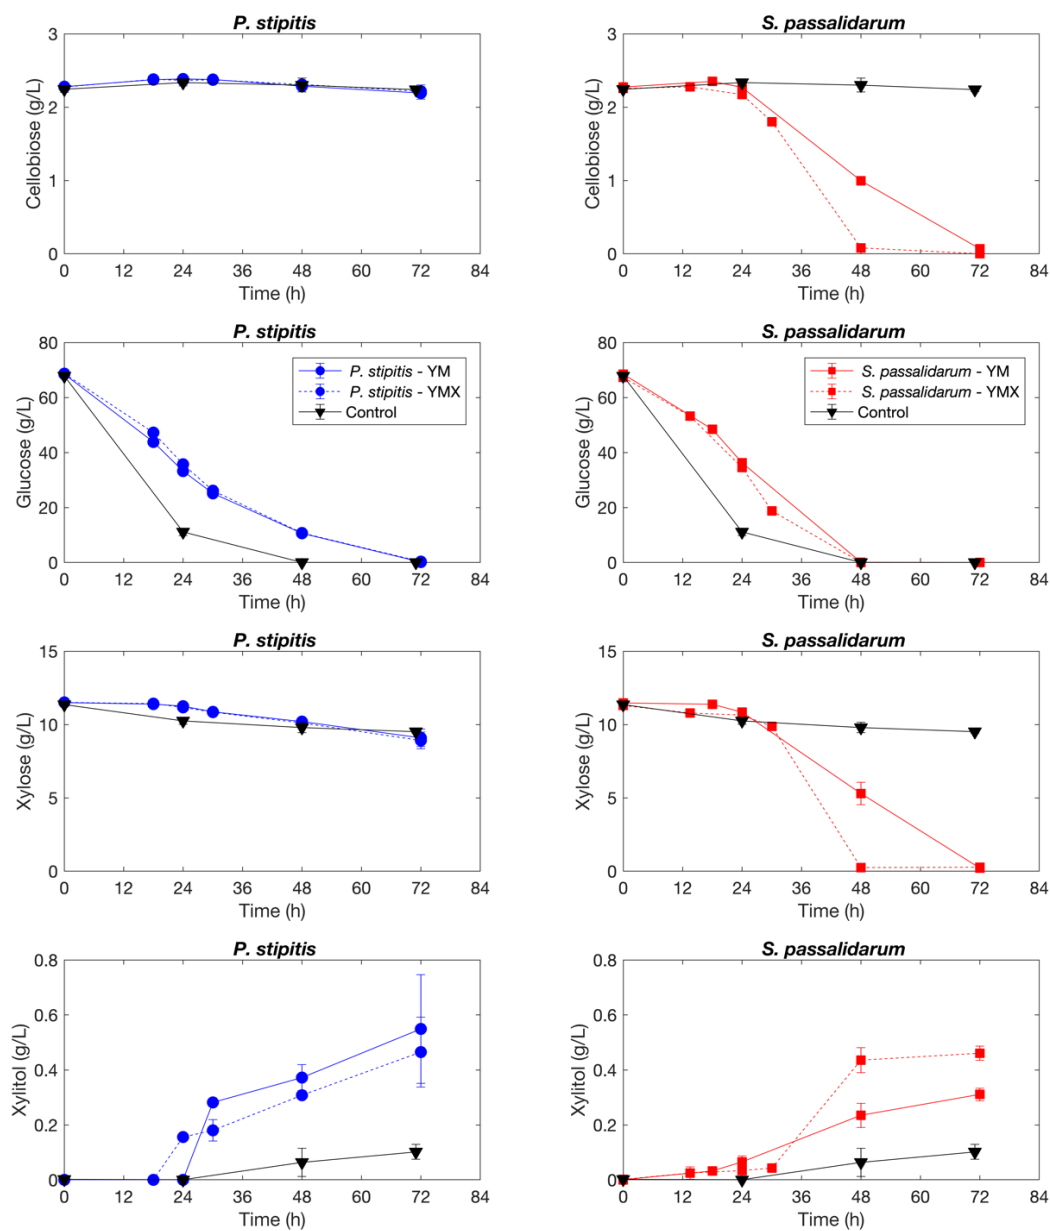 P. stipitis
Cellobiose (g/L)
3
2
1
0
0 12 24 36 48 60 72 84
Time (h)
S. passalidarum
Cellobiose (g/L)
3
2
1
0
0 12 24 36 48 60 72 84
Time (h)
P. stipitis
Glucose (g/L)
80
60
40
20
0
P. stipitis - YM
P. stipitis - YMX
Control
0 12 24 36 48 60 72 84
Time (h)
S. passalidarum
Glucose (g/L)
80
60
40
20
0
S. passalidarum - YM
S. passalidarum - YMX
Control
0 12 24 36 48 60 72 84
Time (h)
P. stipitis
Xylose (g/L)
15
10
5
0
0 12 24 36 48 60 72 84
Time (h)
S. passalidarum
Xylose (g/L)
15
10
5
0
0 12 24 36 48 60 72 84
Time (h)
P. stipitis
Xylitol (g/L)
0.8
0.6
0.4
0.2
0
0 12 24 36 48 60 72 84
Time (h)
S. passalidarum
Xylitol (g/L)
0.8
0.6
0.4
0.2
0
0 12 24 36 48 60 72 84
Time (h)